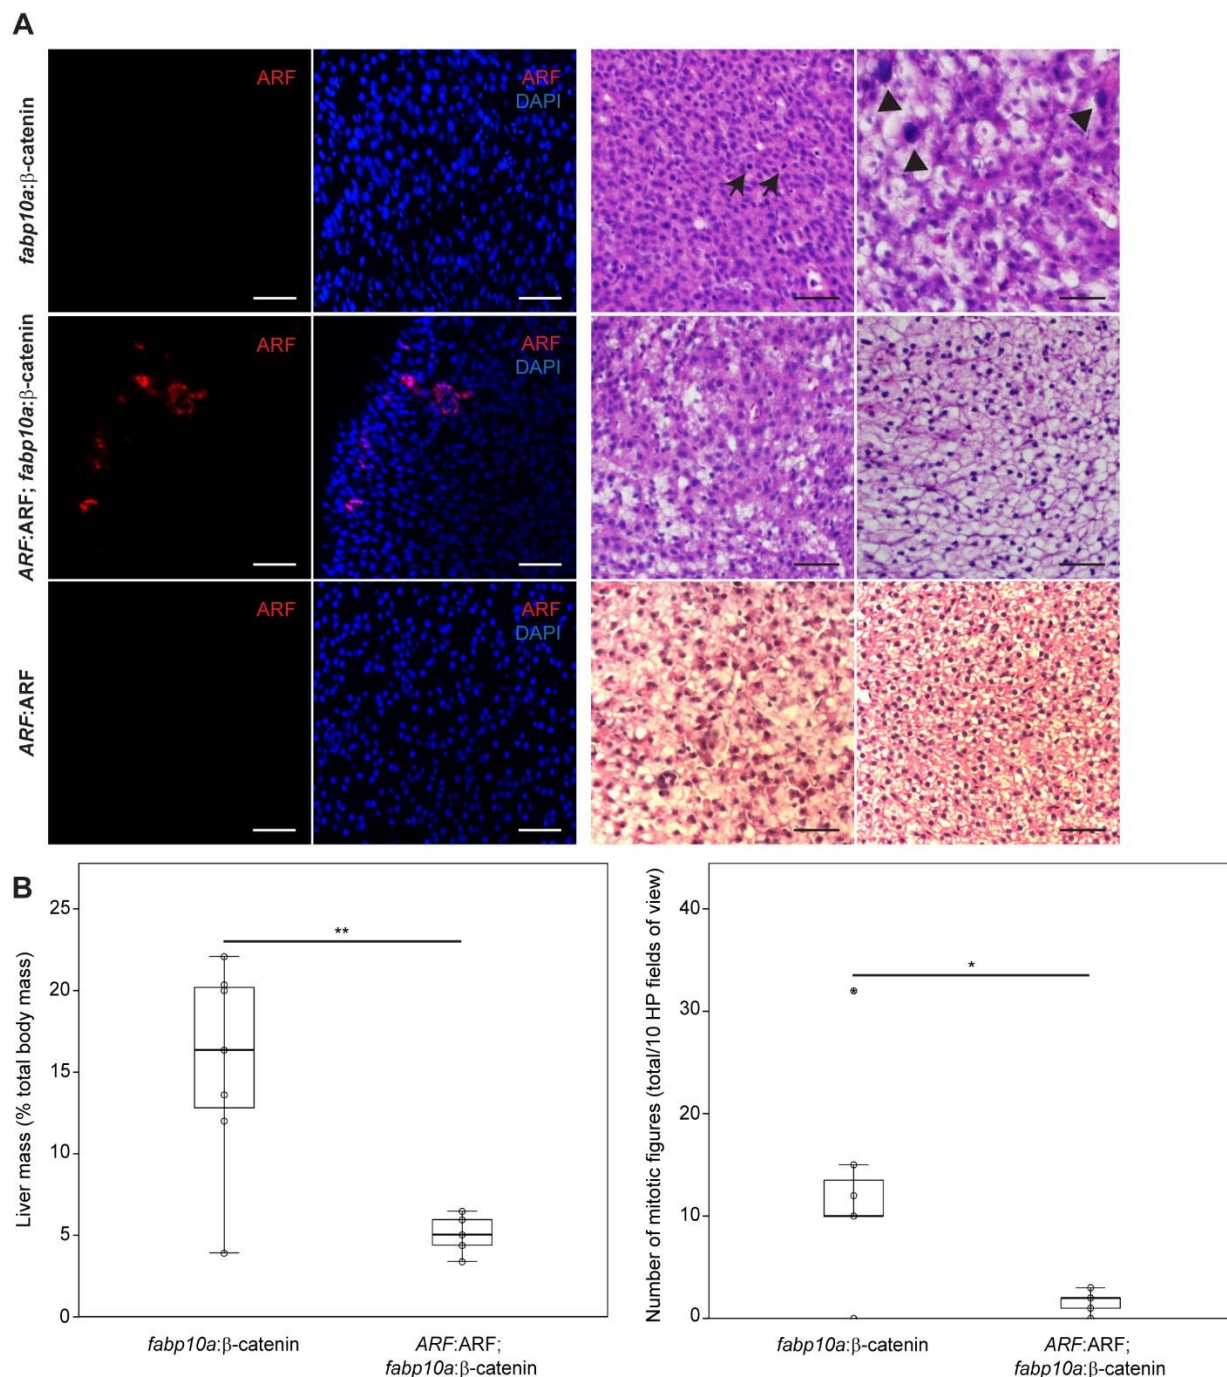 A
fabp10a:β-catenin
ARF
ARF
DAPI
ARF:ARF; fabp10a:β-catenin
ARF
ARF
DAPI
ARF:ARF
ARF
ARF
DAPI
B
Liver mass (% total body mass)
25
20
15
10
5
0
**
fabp10a:β-catenin
ARF:ARF;
fabp10a:β-catenin
Number of mitotic figures (total/10 HP fields of view)
40
30
20
10
0
*
fabp10a:β-catenin
ARF:ARF;
fabp10a:β-catenin